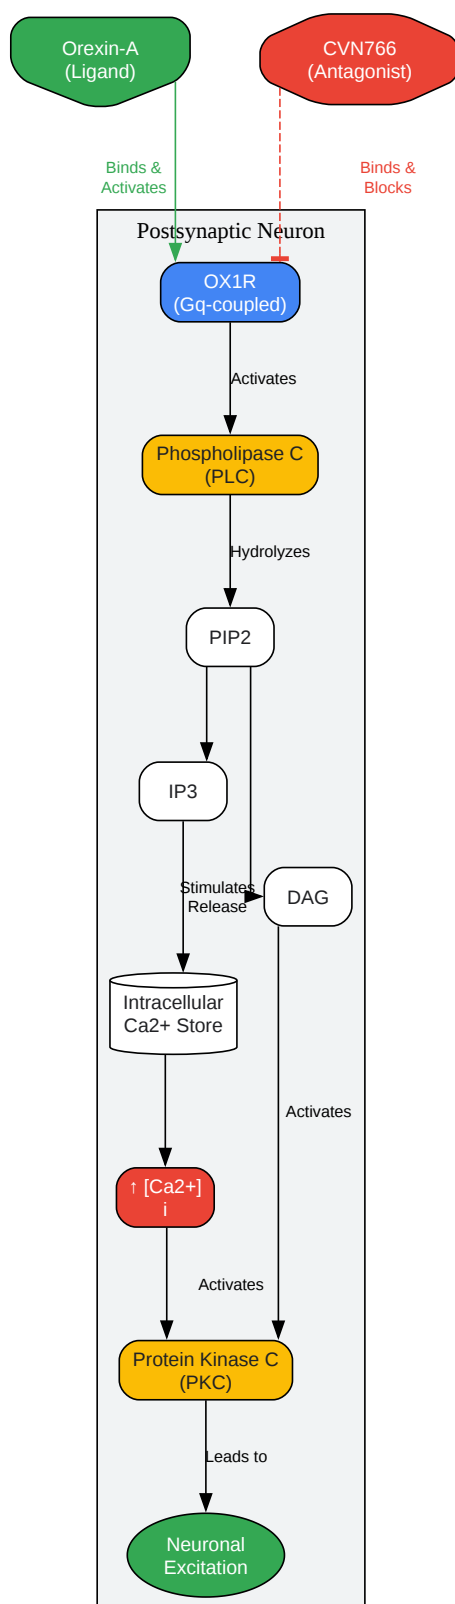 Orexin-A
(Ligand)
CVN766
(Antagonist)
Binds &
Activates
Binds &
Blocks
Postsynaptic Neuron
OX1R
(Gq-coupled)
Activates
Phospholipase C
(PLC)
Hydrolyzes
PIP2
IP3
Stimulates
Release
DAG
Intracellular
Ca2+ Store
Activates
↑ [Ca2+]
i
Activates
Protein Kinase C
(PKC)
Leads to
Neuronal
Excitation